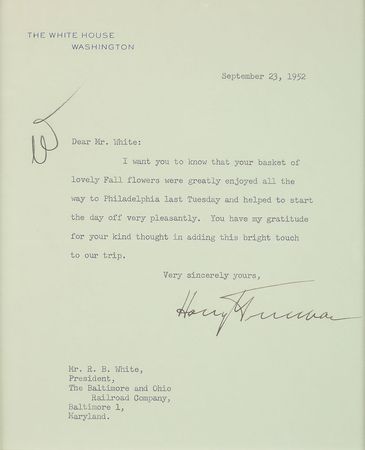 THE WHITE HOUSE
WASHINGTON
September 23, 1952
Dear Mr. White:
I want you to know that your basket of
lovely Fall flowers were greatly enjoyed all the
way to Philadelphia last Tuesday and helped to start
the day off very pleasantly. You have my gratitude
for your kind thought in adding this bright touch
to our trip.
Very sincerely yours,
Harry Truman
Mr. R. B. White,
President,
The Baltimore and Ohio
Railroad Company,
Baltimore 1,
Maryland.